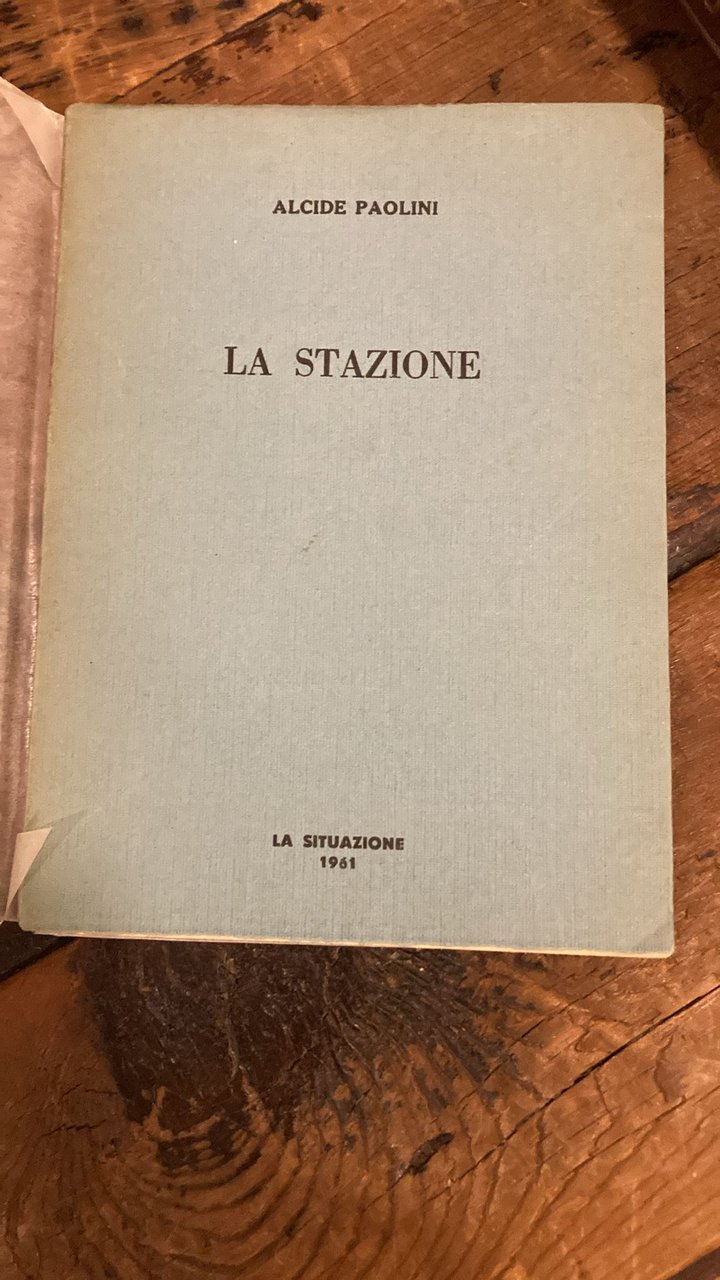 ALCIDE PAOLINI
LA STAZIONE
LA SITUAZIONE
1961